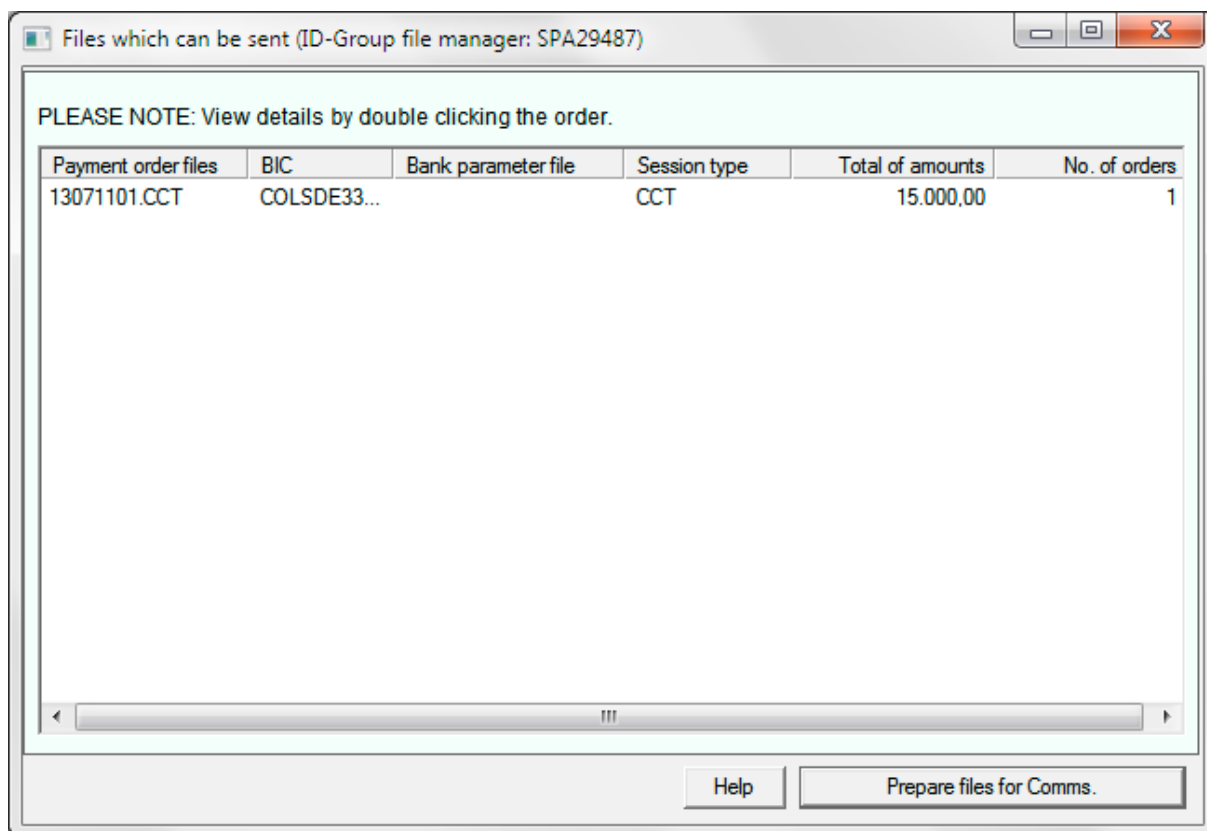 Files which can be sent (ID-Group file manager: SPA29487)
PLEASE NOTE: View details by double clicking the order.
Payment order files BIC Bank parameter file Session type Total of amounts No. of orders
13071101.CCT COLSDE33... CCT 15.000,00 1
Help Prepare files for Comms.